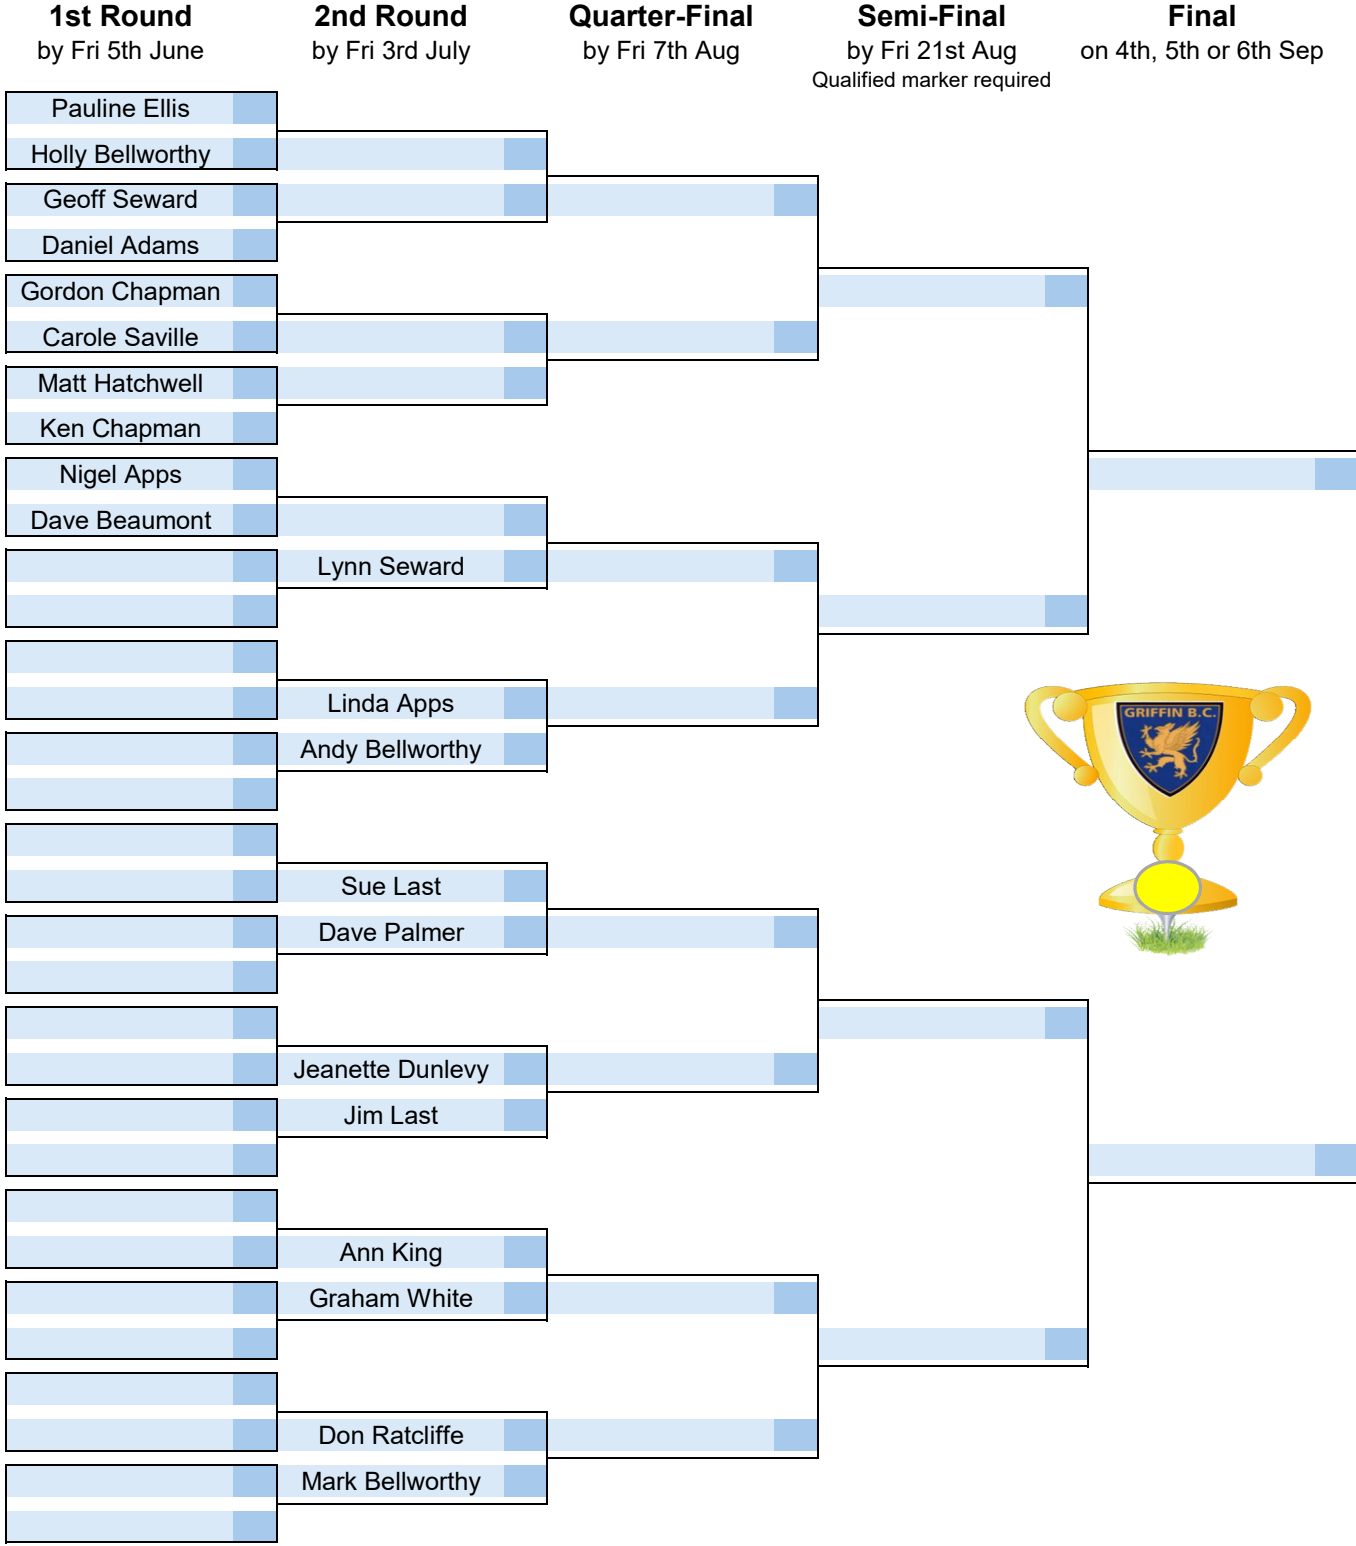 1st Round
by Fri 5th June
2nd Round
by Fri 3rd July
Quarter-Final
by Fri 7th Aug
Semi-Final
by Fri 21st Aug
Qualified marker required
Final
on 4th, 5th or 6th Sep
Pauline Ellis
Holly Bellworthy
Geoff Seward
Daniel Adams
Gordon Chapman
Carole Saville
Matt Hatchwell
Ken Chapman
Nigel Apps
Dave Beaumont
Lynn Seward
Linda Apps
Andy Bellworthy
Sue Last
Dave Palmer
Jeanette Dunlevy
Jim Last
Ann King
Graham White
Don Ratcliffe
Mark Bellworthy
GRIFFIN B.C.